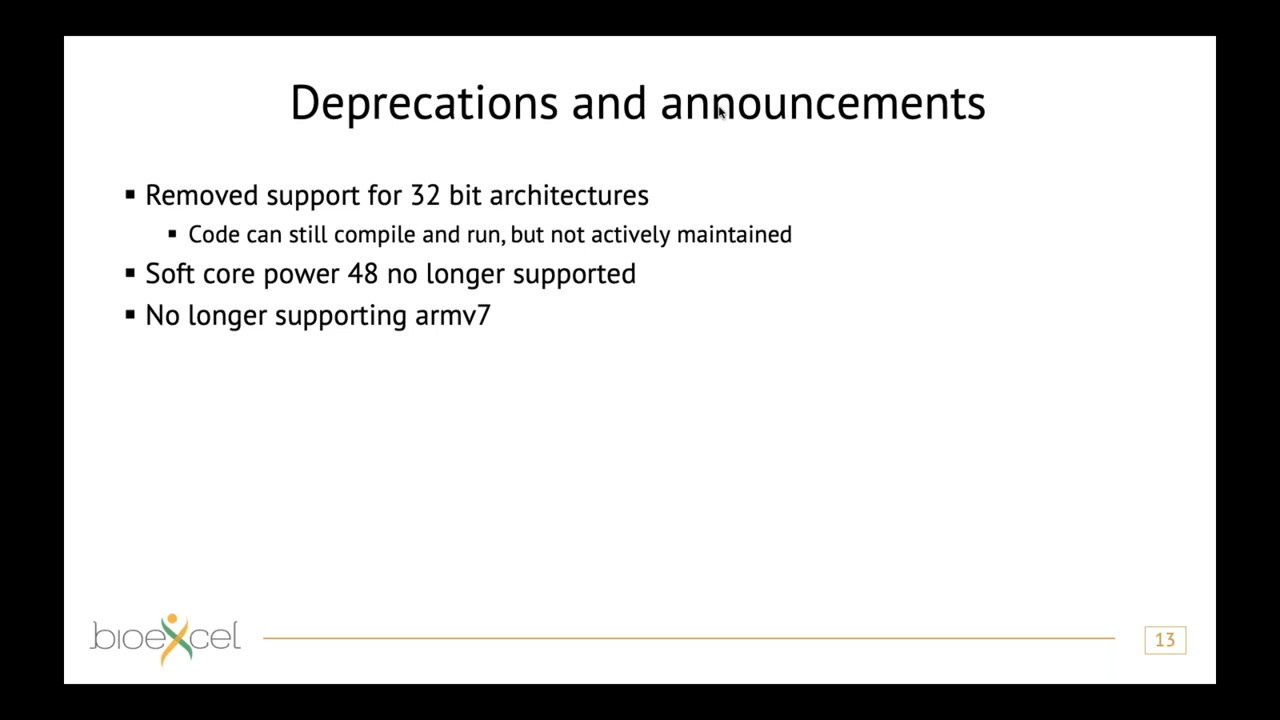 Deprecations and announcements
▪ Removed support for 32 bit architectures
▪ Code can still compile and run, but not actively maintained
▪ Soft core power 48 no longer supported
▪ No longer supporting armv7
bioexcel
13